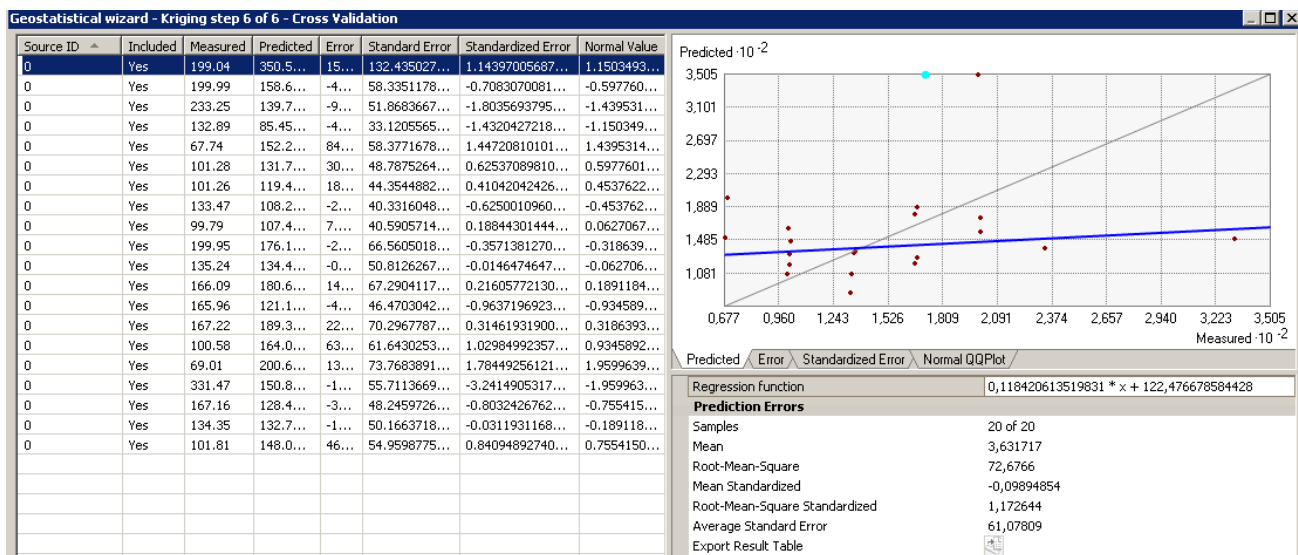 Geostatistical wizard - Kriging step 6 of 6 - Cross Validation
Source ID Included Measured Predicted Error Standard Error Standardized Error Normal Value
0 Yes 199.04 350.5... 15... 132.435027... 1.14397005687... 1.1503493...
0 Yes 199.99 158.6... -4... 58.3351178... -0.7083070081... -0.597760...
0 Yes 233.25 139.7... -9... 51.8683667... -1.8035693795... -1.439531...
0 Yes 132.89 85.45... -4... 33.1205565... -1.4320427218... -1.150349...
0 Yes 67.74 152.2... 84... 58.3771678... 1.44720810101... 1.4395314...
0 Yes 101.28 131.7... 30... 48.7875264... 0.62537089810... 0.5977601...
0 Yes 101.26 119.4... 18... 44.3544882... 0.41042042426... 0.4537622...
0 Yes 133.47 108.2... -2... 40.3316048... -0.6250010960... -0.453762...
0 Yes 99.79 107.4... 7.... 40.5905714... 0.18844301444... 0.0627067...
0 Yes 199.95 176.1... -2... 66.5605018... -0.3571381270... -0.318639...
0 Yes 135.24 134.4... -0... 50.8126267... -0.0146474647... -0.062706...
0 Yes 166.09 180.6... 14... 67.2904117... 0.21605772130... 0.1891184...
0 Yes 165.96 121.1... -4... 46.4703042... -0.9637196923... -0.934589...
0 Yes 167.22 189.3... 22... 70.2967787... 0.31461931900... 0.3186393...
0 Yes 100.58 164.0... 63... 61.6430253... 1.02984992357... 0.9345892...
0 Yes 69.01 200.6... 13... 73.7683891... 1.78449256121... 1.9599639...
0 Yes 331.47 150.8... -1... 55.7113669... -3.2414905317... -1.959963...
0 Yes 167.16 128.4... -3... 48.2459726... -0.8032426762... -0.755415...
0 Yes 134.35 132.7... -1... 50.1663718... -0.0311931168... -0.189118...
0 Yes 101.81 148.0... 46... 54.9598775... 0.84094892740... 0.7554150...
Predicted ·10 -2
3,505
3,101
2,697
2,293
1,889
1,485
1,081
0,677 0,960 1,243 1,526 1,809 2,091 2,374 2,657 2,940 3,223 3,505
Measured ·10 -2
Predicted Error Standardized Error Normal QQPlot
Regression function 0,118420613519831 * x + 122,476678584428
Prediction Errors
Samples 20 of 20
Mean 3,631717
Root-Mean-Square 72,6766
Mean Standardized -0,09894854
Root-Mean-Square Standardized 1,172644
Average Standard Error 61,07809
Export Result Table